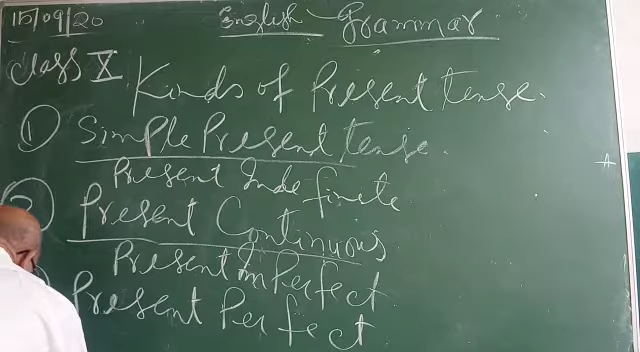 15/09/20
English Grammar
Class X
Kinds of Present Tense.
① Simple Present Tense.
Present Indefinite
② Present Continuous
Present Imperfect
Present Perfect